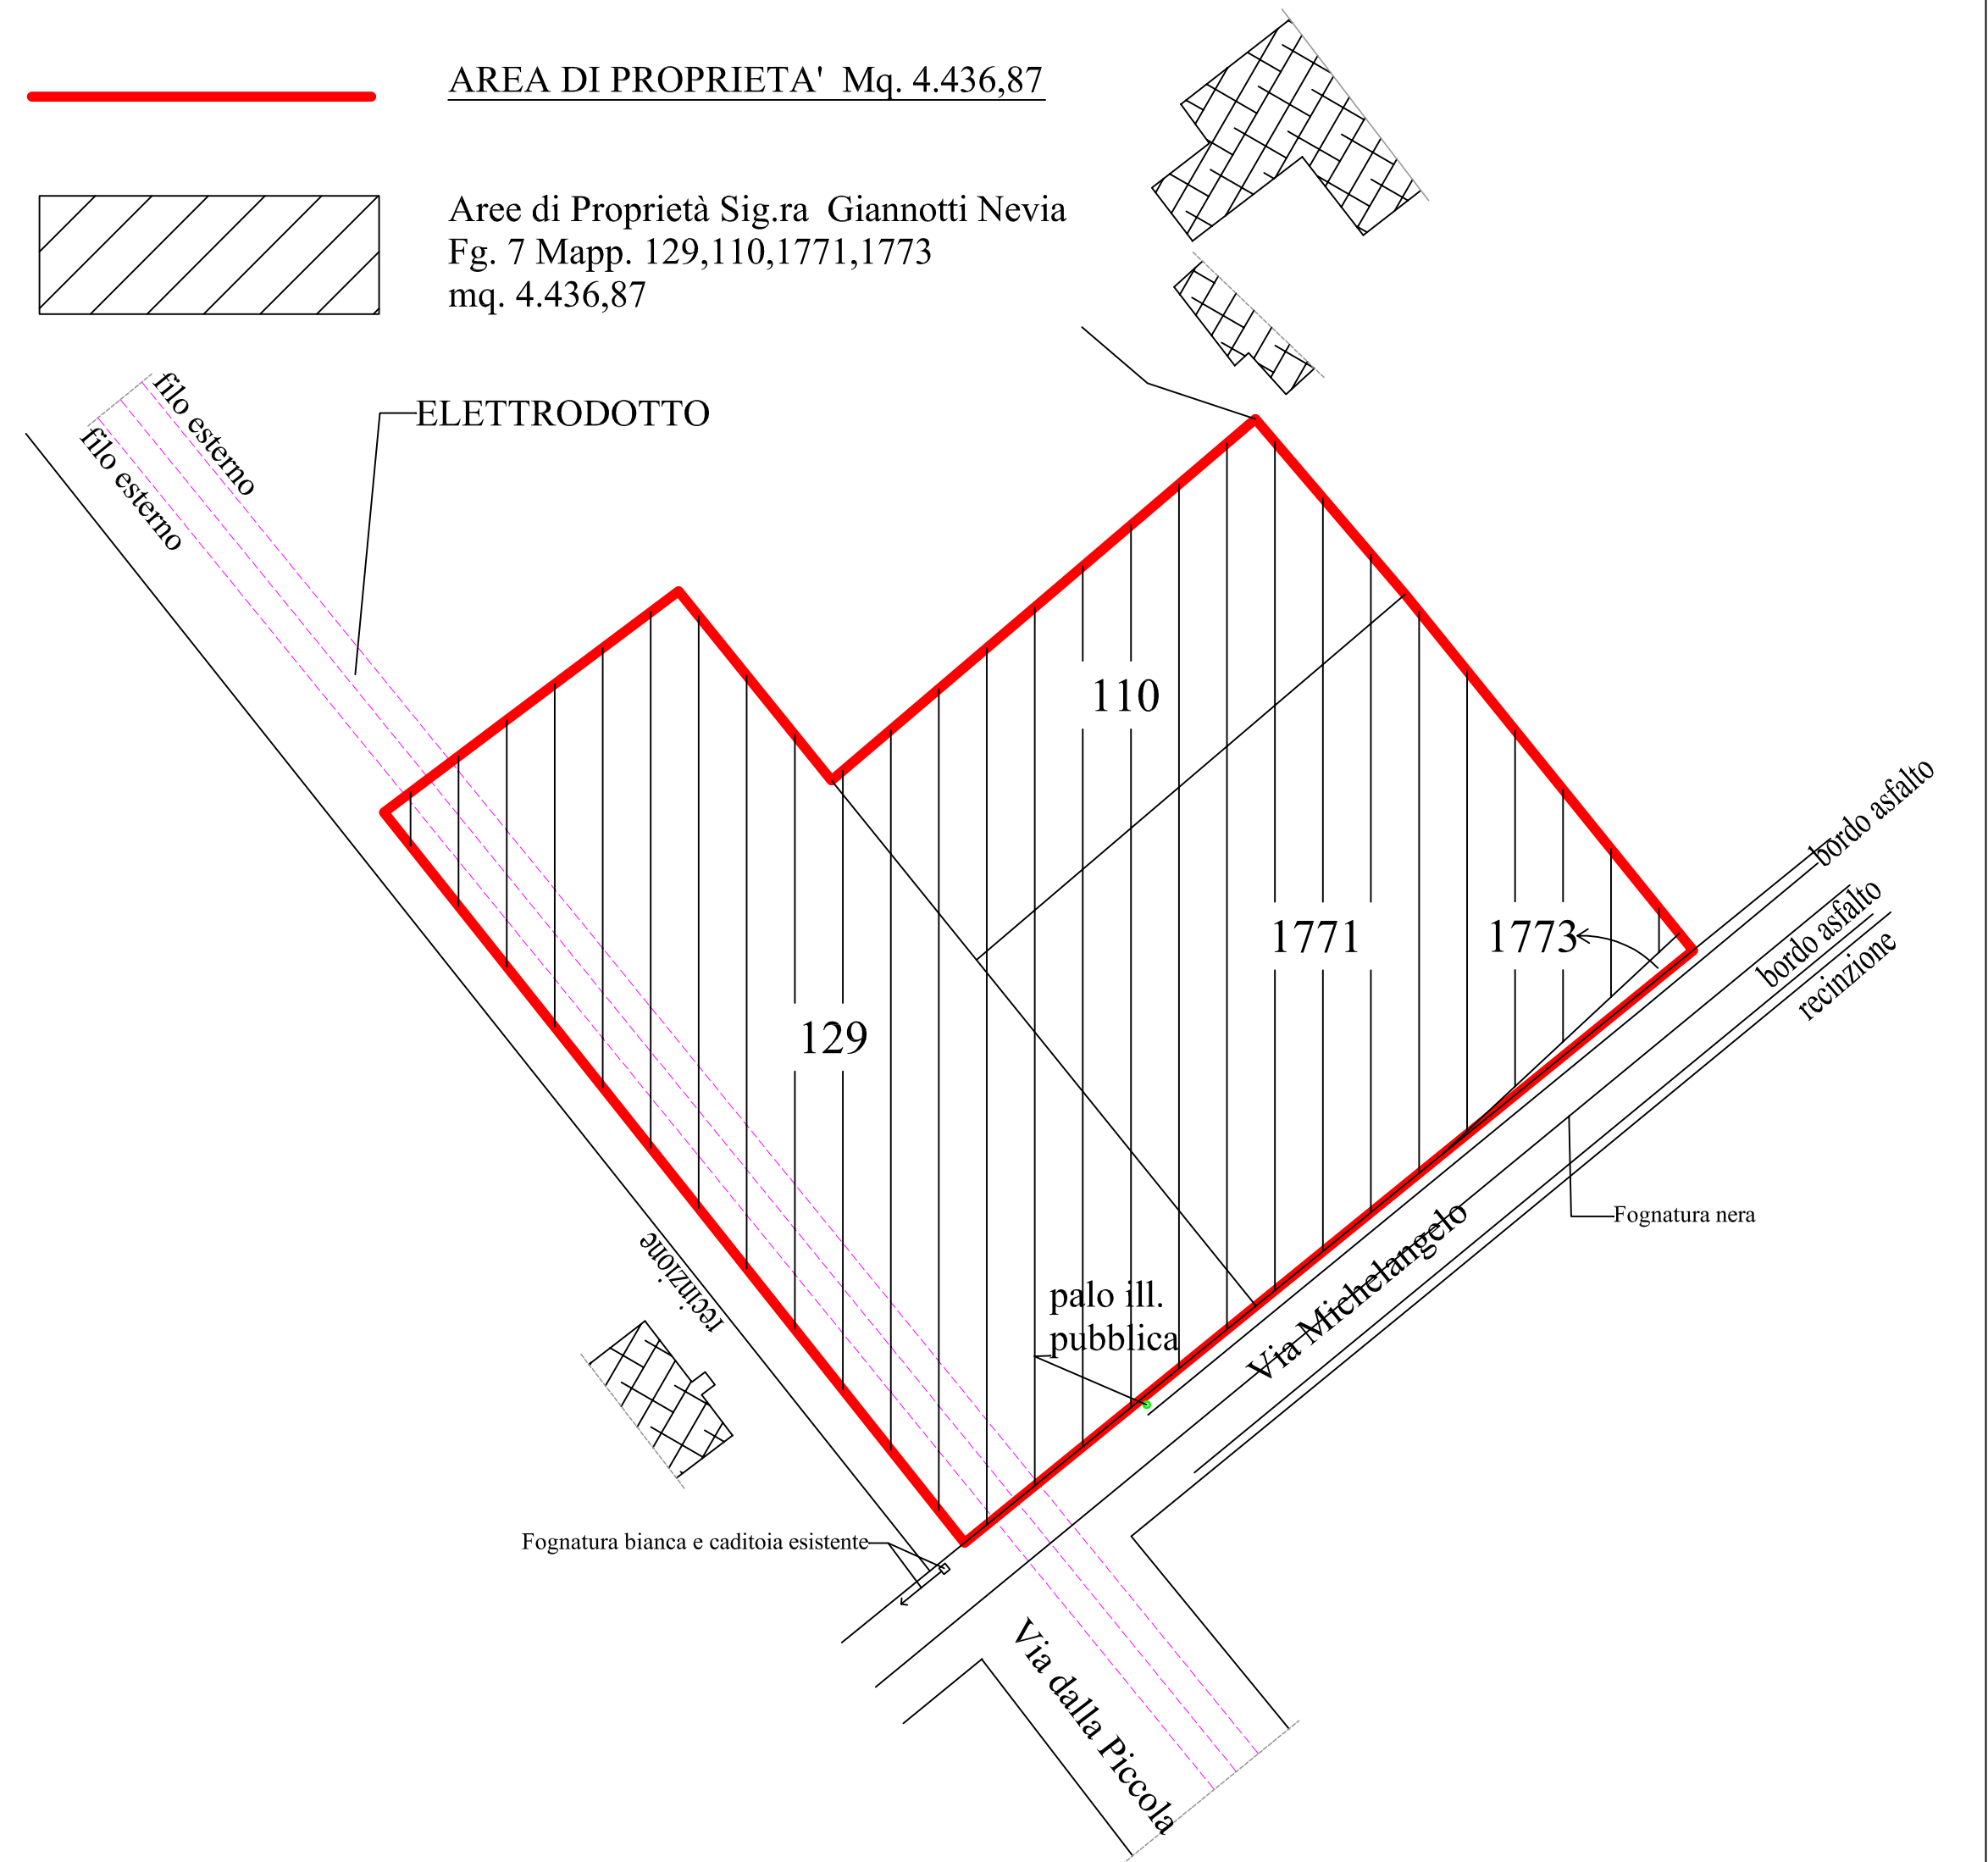 AREA DI PROPRIETA' Mq. 4.436,87
Aree di Proprietà Sig.ra Giannotti Nevia
Fg. 7 Mapp. 129,110,1771,1773
mq. 4.436,87
filo esterno
filo esterno
ELETTRODOTTO
110
1771
1773
129
bordo asfalto
bordo asfalto
recinzione
Fognatura nera
Via Michelangelo
palo ill.
pubblica
recinzione
Fognatura bianca e caditoia esistente
Via dalla Piccola